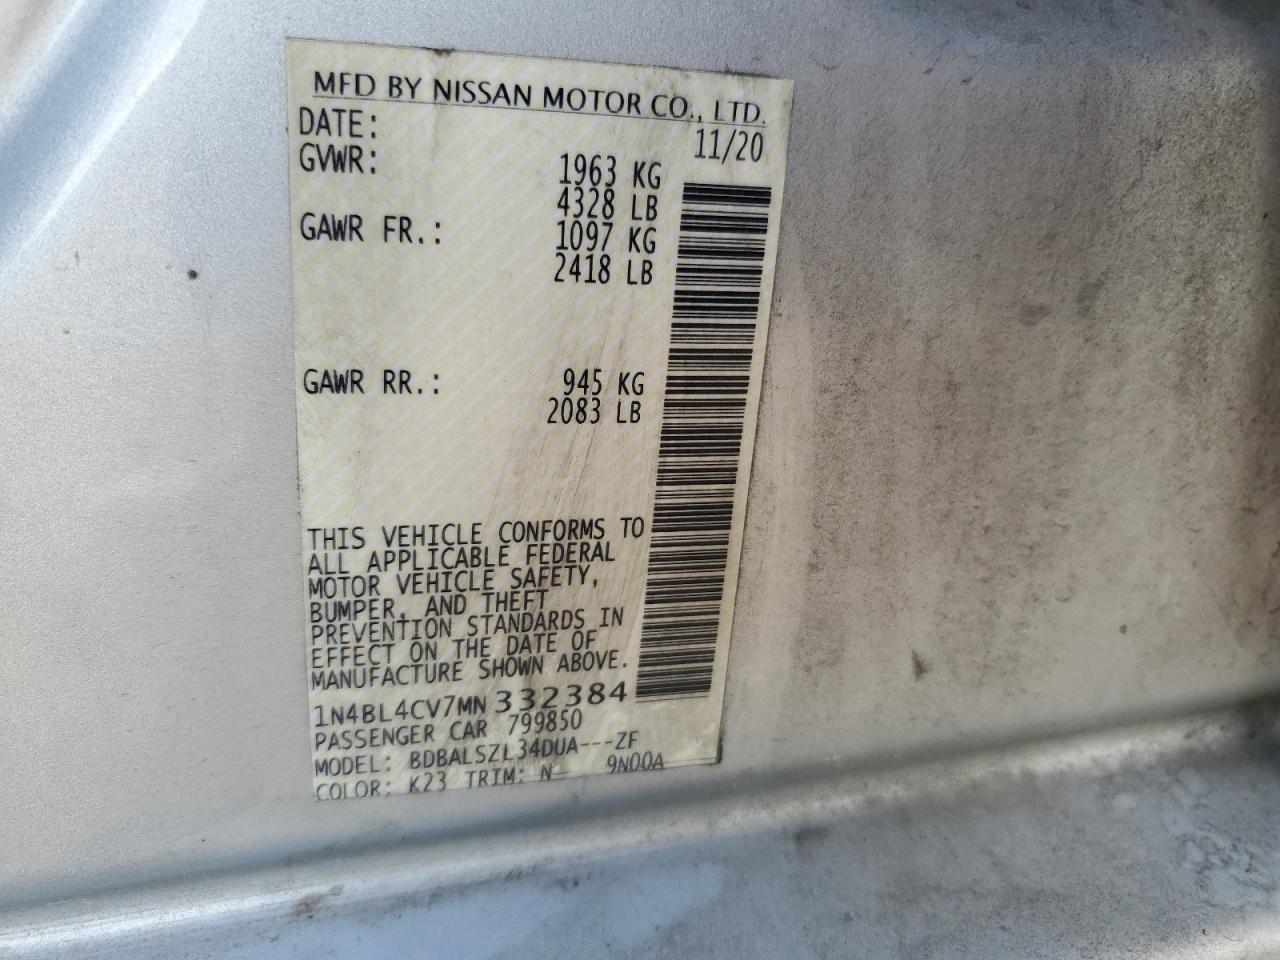 MFD BY NISSAN MOTOR CO., LTD.
DATE: 11/20
GVWR: 1963 KG
4328 LB
GAWR FR.: 1097 KG
2418 LB
GAWR RR.: 945 KG
2083 LB
THIS VEHICLE CONFORMS TO
ALL APPLICABLE FEDERAL
MOTOR VEHICLE SAFETY,
BUMPER, AND THEFT
PREVENTION STANDARDS IN
EFFECT ON THE DATE OF
MANUFACTURE SHOWN ABOVE.
1N4BL4CV7MN 332384
PASSENGER CAR 799850
MODEL: BDBALSZL34DUA---ZF
COLOR: K23 TRIM: N- 9N00A